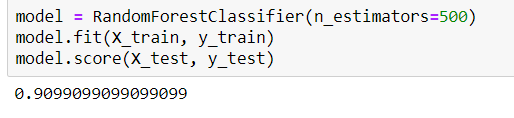 model = RandomForestClassifier(n_estimators=500)
model.fit(X_train, y_train)
model.score(X_test, y_test)
0.9099099099099099